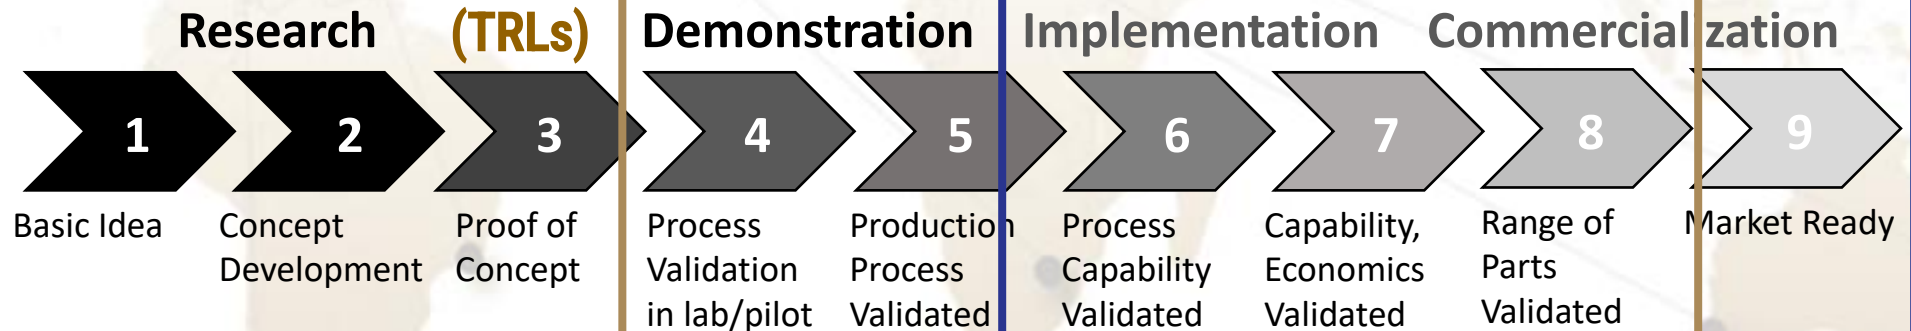 Research (TRLs) Demonstration Implementation Commercialization
1 2 3 4 5 6 7 8 9
Basic Idea
Concept
Development
Proof of
Concept
Process
Validation
in lab/pilot
Production
Process
Validated
Process
Capability
Validated
Capability,
Economics
Validated
Range of
Parts
Validated
Market Ready